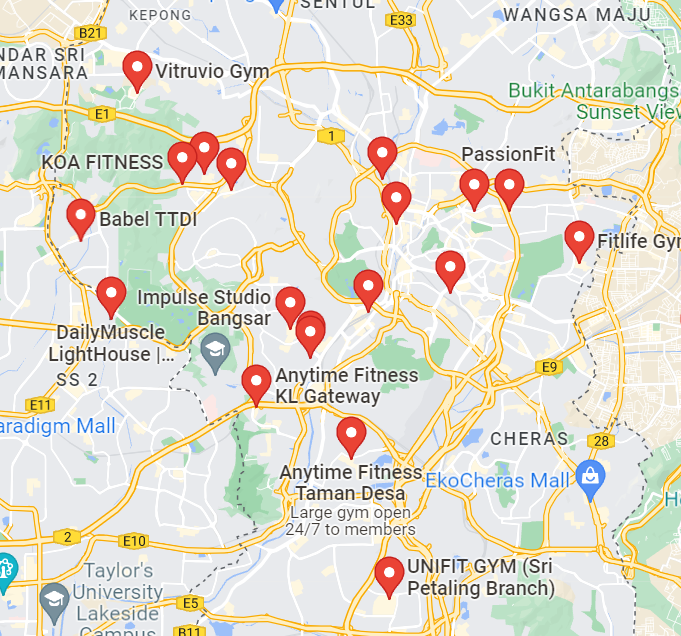 SENTUL
KEPONG
WANGSA MAJU
E33
B21
NDAR SRI
MANSARA
Vitruvio Gym
Bukit Antarabangs
Sunset View
E1
1
KOA FITNESS
PassionFit
Babel TTDI
Fitlife Gym
Impulse Studio
Bangsar
DailyMuscle
LightHouse |...
SS 2
Anytime Fitness
KL Gateway
E9
E11
aradigm Mall
CHERAS
28
Anytime Fitness
Taman Desa
Large gym open
24/7 to members
EkoCheras Mall
H
2
E10
UNIFIT GYM (Sri
Petaling Branch)
Taylor's
University
Lakeside
Campus
E5
B11